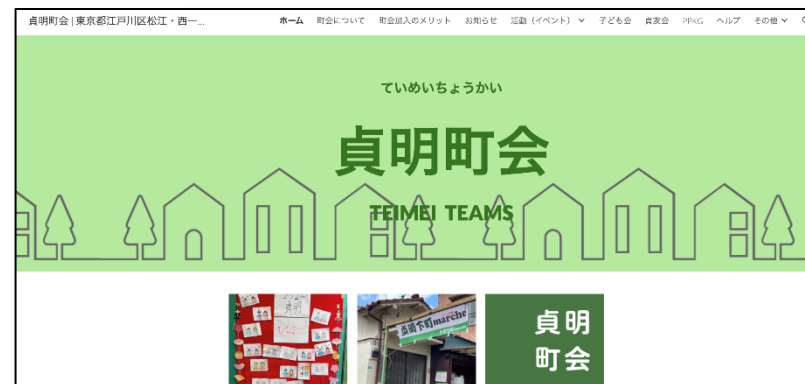 貞明町会 | 東京都江戸川区松江・西一...
ホーム 町会について 町会加入のメリット お知らせ 活動（イベント） 子ども会 貞友会 PPKG ヘルプ その他
ていめいちょうかい
貞明町会
TEIMEI TEAMS
貞明
貞明下町marche
貞明
町会